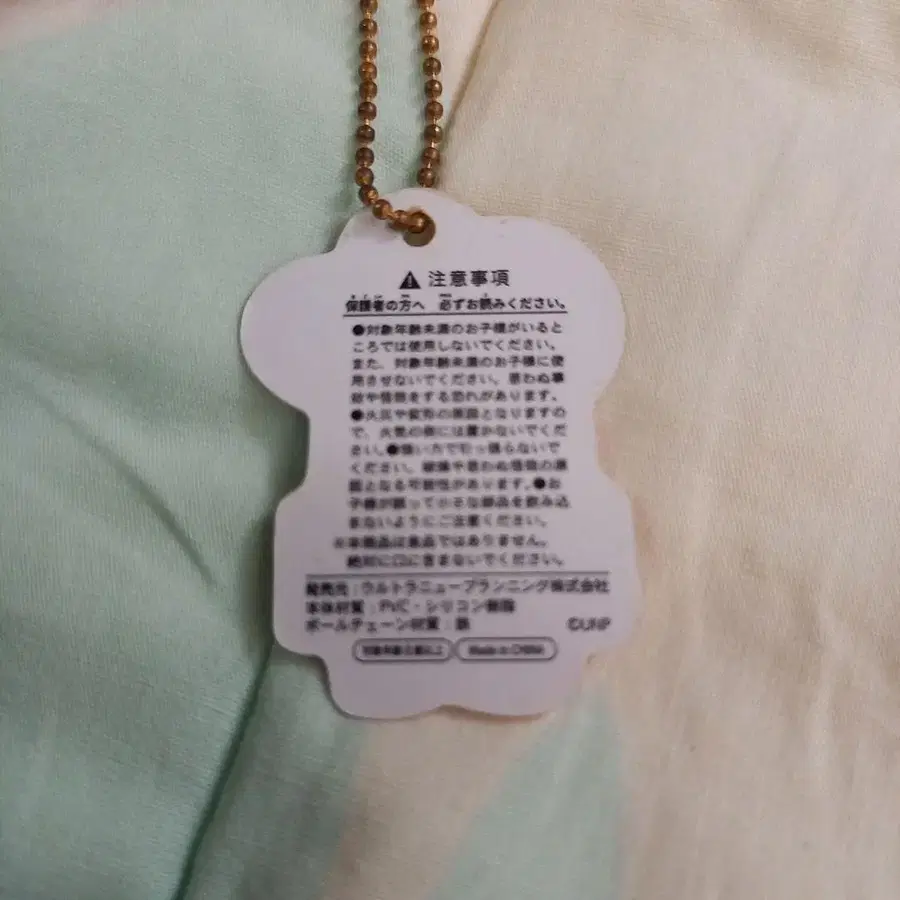 ⚠ 注意事項
保護者の方へ 必ずお読みください。
●対象年齢未満のお子様がいると
ころでは使用しないでください。
また、対象年齢未満のお子様に使
用させないでください。思わぬ事
故や怪我をする恐れがあります。
●火災や変形の原因となりますの
で、火気の側には置かないでくだ
さい。●強い力で引っ張らないで
ください。破損や思わぬ怪我の原
因となる可能性があります。●お
子様が誤って小さな部品を飲み込
まないようにご注意ください。
※本商品は食品ではありません。
絶対に口に含まないでください。
発売元：ウルトラニュープランニング株式会社
本体材質：PVC・シリコン樹脂
ボールチェーン材質：鉄 ©UNP
Made in CHINA